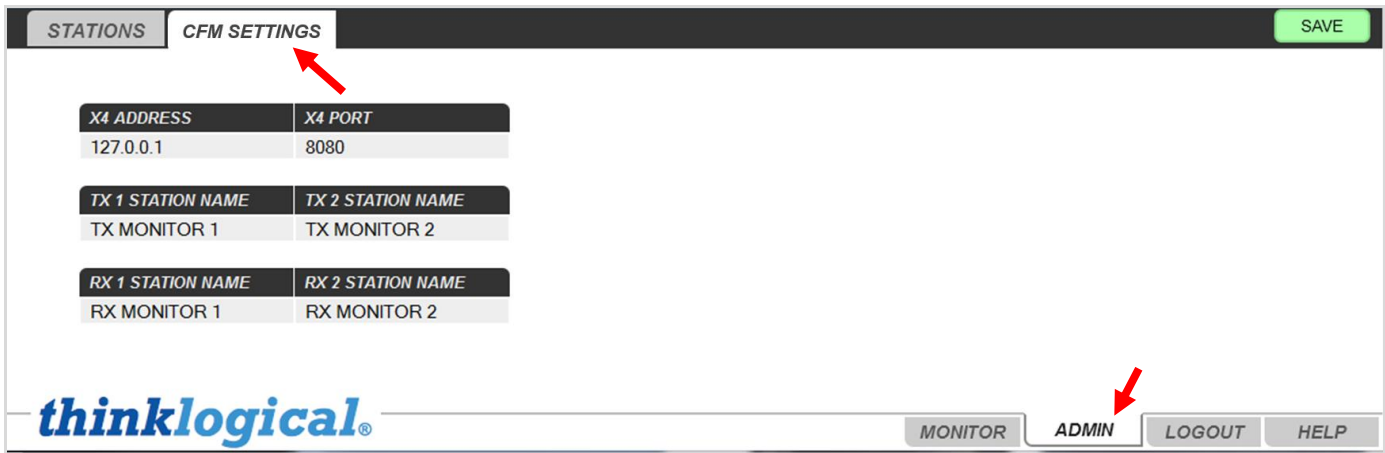 STATIONS CFM SETTINGS SAVE
X4 ADDRESS X4 PORT
127.0.0.1 8080
TX 1 STATION NAME TX 2 STATION NAME
TX MONITOR 1 TX MONITOR 2
RX 1 STATION NAME RX 2 STATION NAME
RX MONITOR 1 RX MONITOR 2
thinklogical®
MONITOR ADMIN LOGOUT HELP